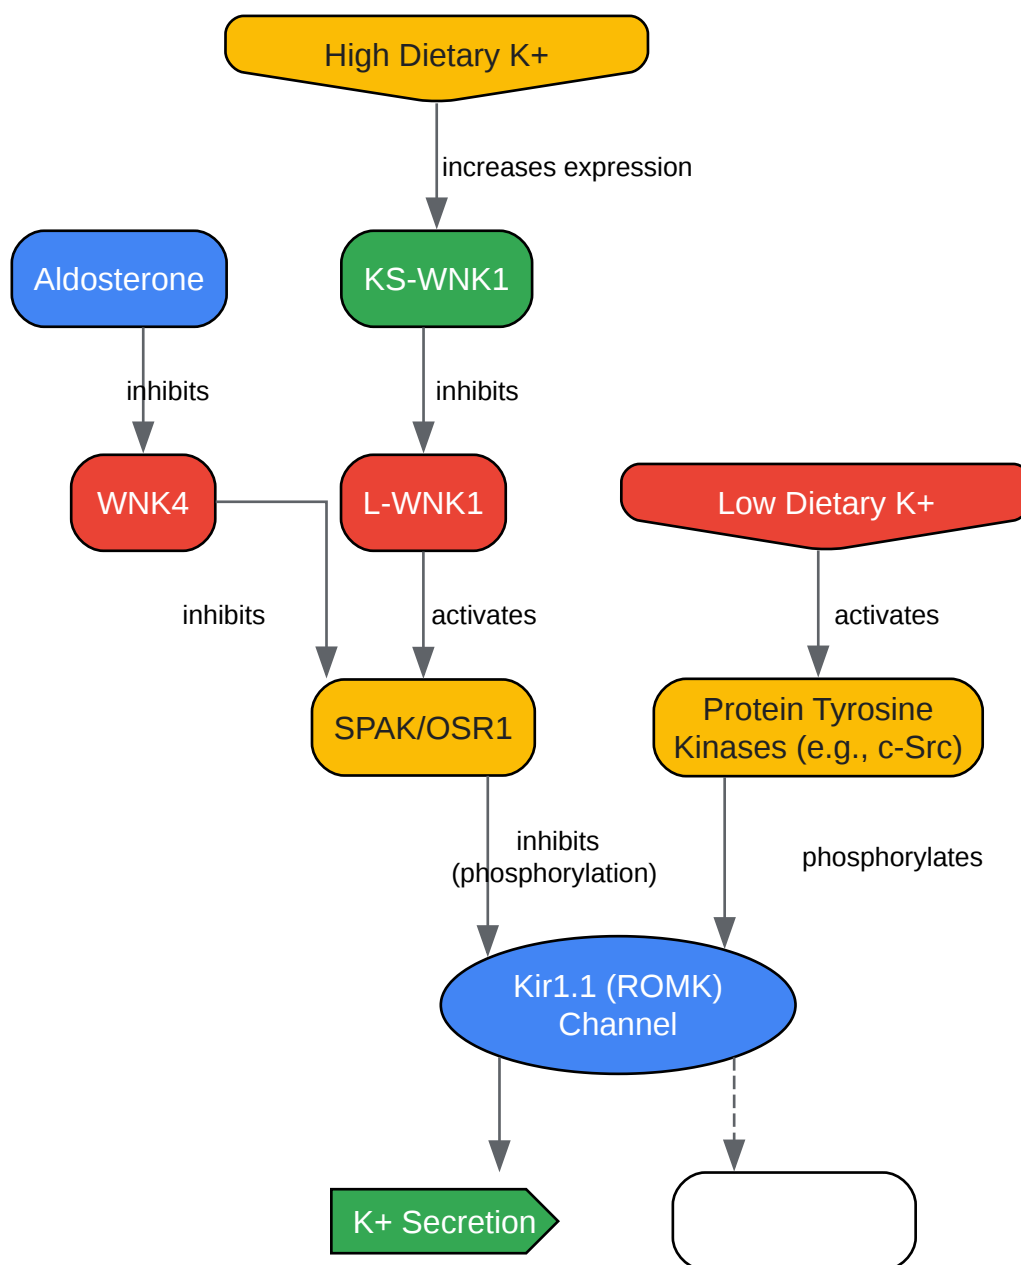 High Dietary K+
increases expression
Aldosterone
KS-WNK1
inhibits
inhibits
WNK4
L-WNK1
Low Dietary K+
inhibits
activates
activates
SPAK/OSR1
Protein Tyrosine
Kinases (e.g., c-Src)
inhibits
(phosphorylation)
phosphorylates
Kir1.1 (ROMK)
Channel
K+ Secretion